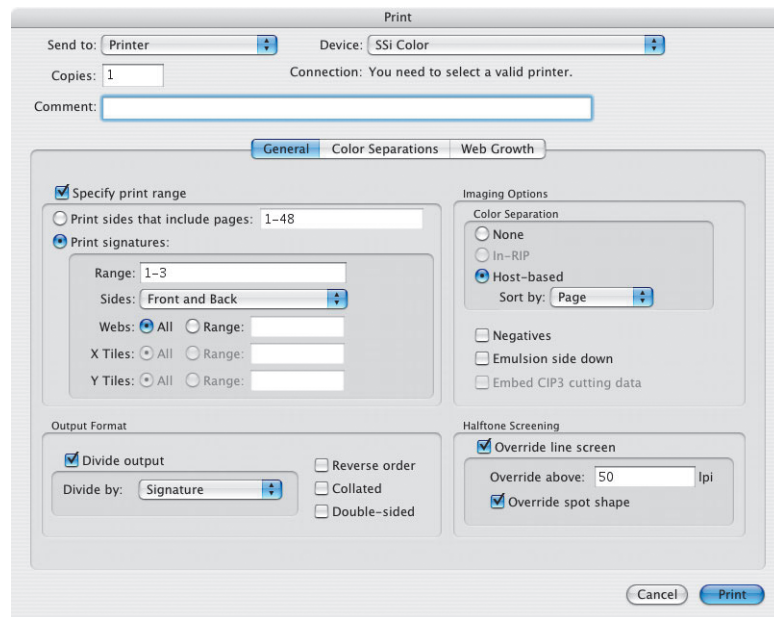 Print
Send to: Printer Device: SSi Color
Copies: 1 Connection: You need to select a valid printer.
Comment:
General Color Separations Web Growth
Specify print range
Print sides that include pages: 1-48
Print signatures:
Range: 1-3
Sides: Front and Back
Webs: All Range:
X Tiles: All Range:
Y Tiles: All Range:
Imaging Options
Color Separation
None
In-RIP
Host-based
Sort by: Page
Negatives
Emulsion side down
Embed CIP3 cutting data
Output Format
Divide output
Divide by: Signature
Reverse order
Collated
Double-sided
Halftone Screening
Override line screen
Override above: 50 lpi
Override spot shape
Cancel Print